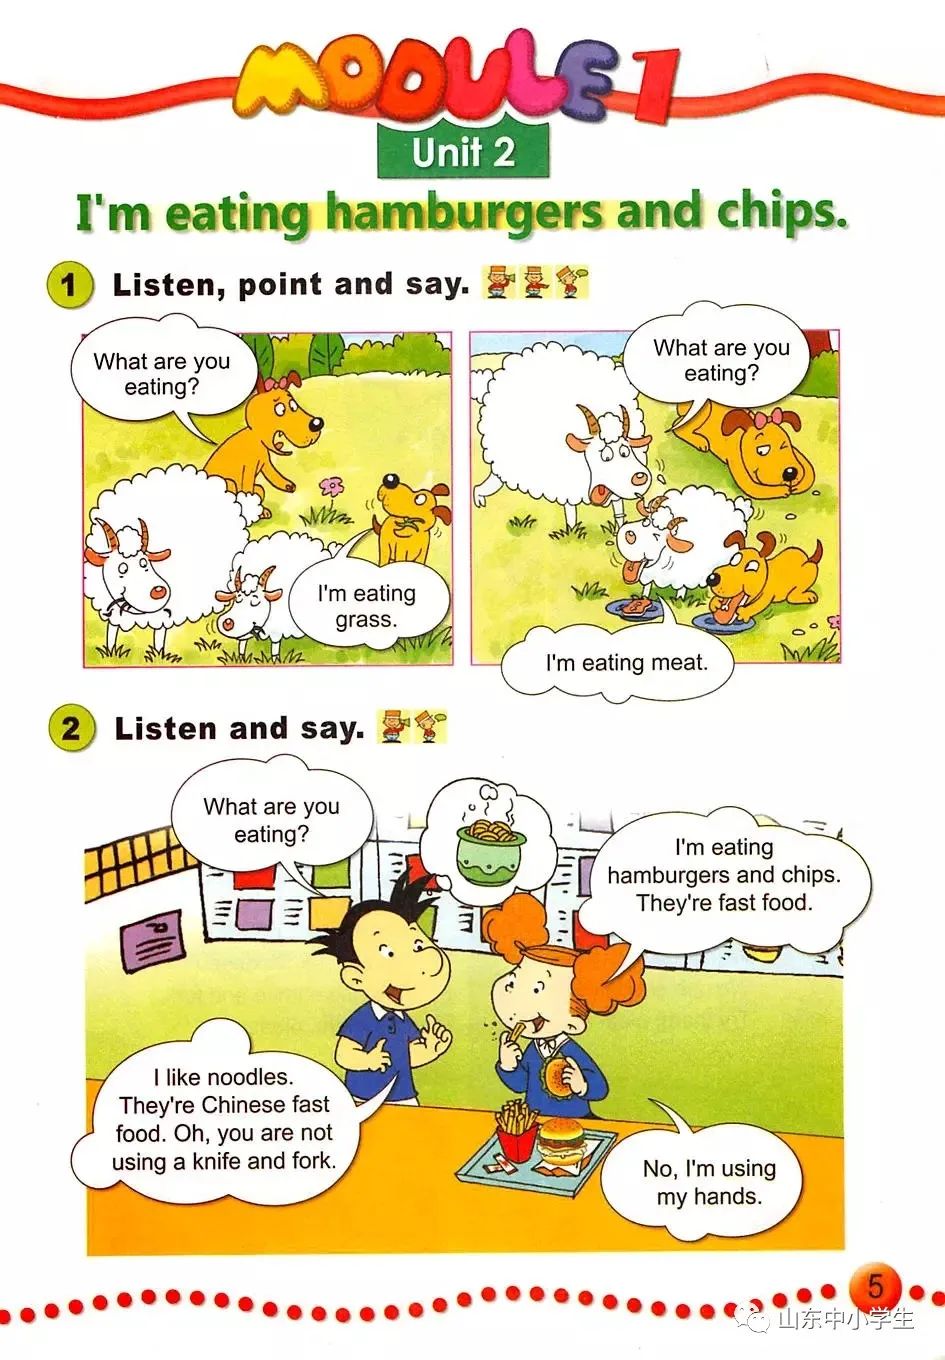 MODULE 1
Unit 2
I'm eating hamburgers and chips.
1 Listen, point and say.
What are you
eating?
I'm eating
grass.
What are you
eating?
I'm eating meat.
2 Listen and say.
What are you
eating?
I'm eating
hamburgers and chips.
They're fast food.
I like noodles.
They're Chinese fast
food. Oh, you are not
using a knife and fork.
No, I'm using
my hands.
5
山东中小学生